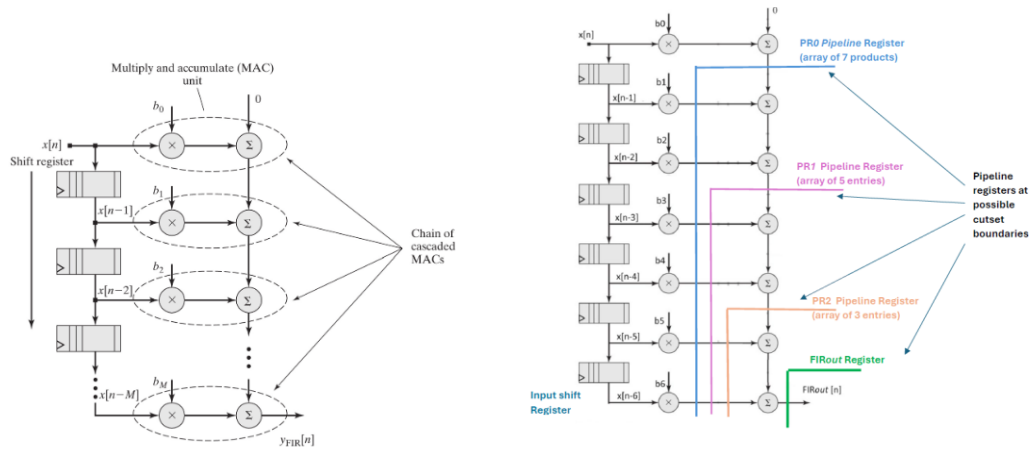 Multiply and accumulate (MAC)
unit
b₀
0
x[n]
×
Σ
Shift register
b₁
x[n−1]
×
Σ
b₂
x[n−2]
×
Σ
Chain of
cascaded
MACs
b_M
x[n−M]
×
Σ
y_FIR[n]
0
b0
x[n]
×
Σ
PR0 Pipeline Register
(array of 7 products)
b1
x[n-1]
×
Σ
b2
x[n-2]
×
Σ
PR1 Pipeline Register
(array of 5 entries)
Pipeline
registers at
possible
cutset
boundaries
b3
x[n-3]
×
Σ
b4
x[n-4]
×
Σ
PR2 Pipeline Register
(array of 3 entries)
b5
x[n-5]
×
Σ
FIRout Register
b6
x[n-6]
×
Σ
FIRout [n]
Input shift
Register